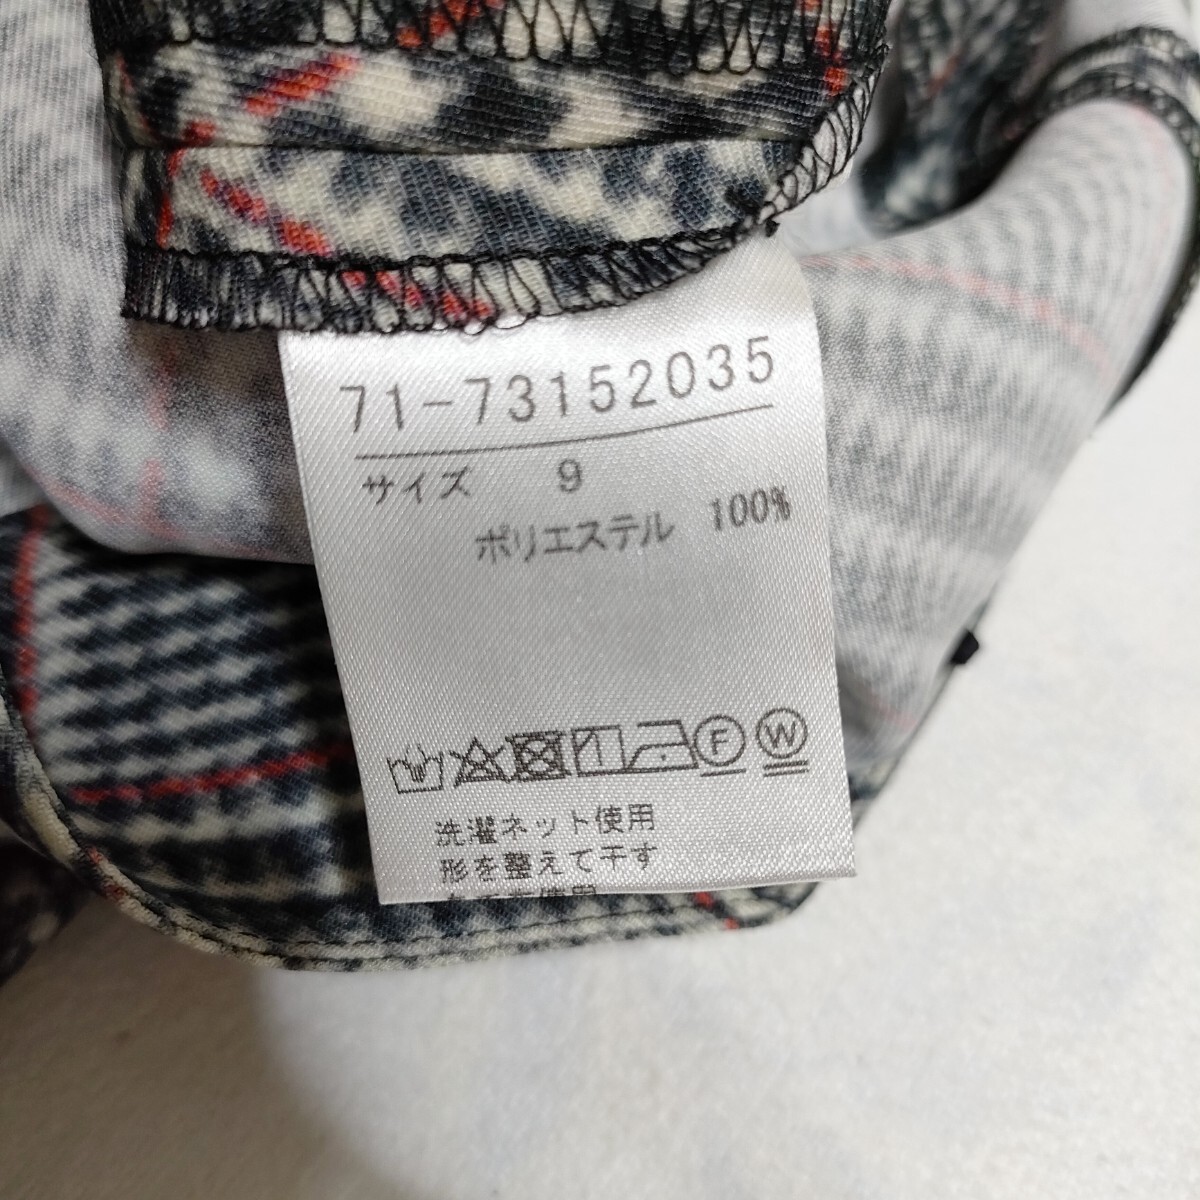 71-73152035
サイズ 9
ポリエステル 100%
F W
洗濯ネット使用
形を整えて干す